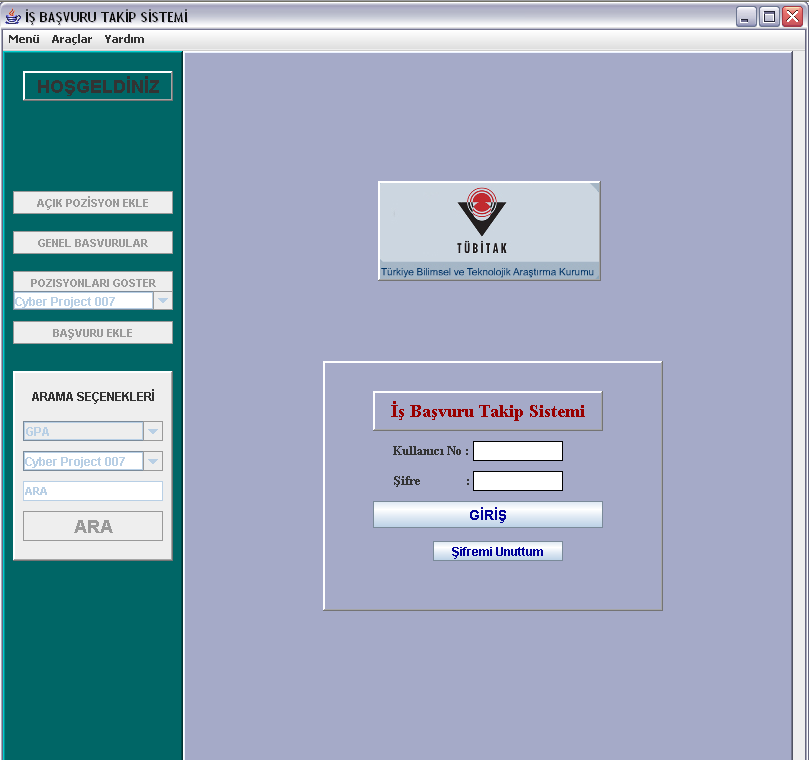 İŞ BAŞVURU TAKİP SİSTEMİ
Menü Araçlar Yardım
HOŞGELDİNİZ
AÇIK POZİSYON EKLE
GENEL BASVURULAR
POZISYONLARI GOSTER
Cyber Project 007
BAŞVURU EKLE
ARAMA SEÇENEKLERİ
GPA
Cyber Project 007
ARA
ARA
TÜBİTAK
Türkiye Bilimsel ve Teknolojik Araştırma Kurumu
İş Başvuru Takip Sistemi
Kullanıcı No :
Şifre :
GİRİŞ
Şifremi Unuttum